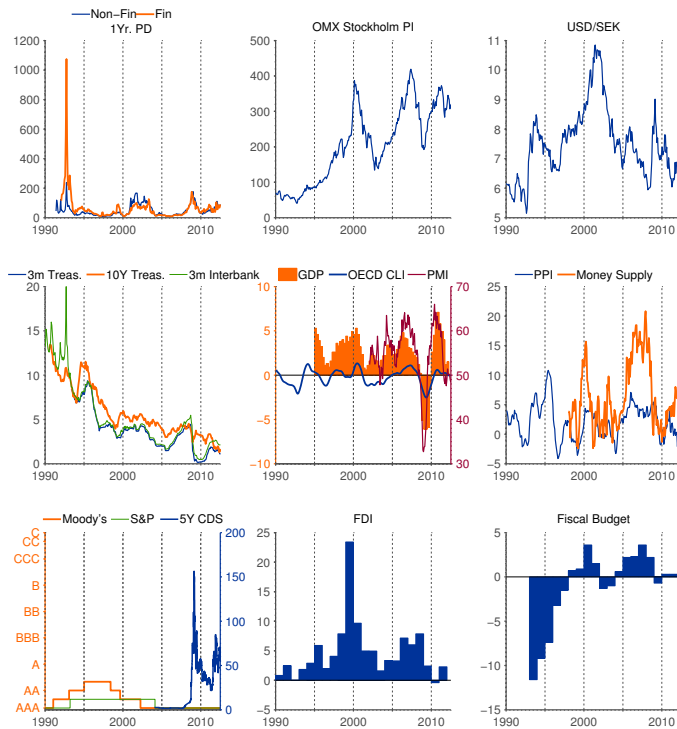 Non−Fin Fin
1Yr. PD
1200
1000
800
600
400
200
0
1990 2000 2010
OMX Stockholm PI
500
400
300
200
100
0
1990 2000 2010
USD/SEK
11
10
9
8
7
6
5
1990 2000 2010
3m Treas. 10Y Treas. 3m Interbank
20
15
10
5
0
1990 2000 2010
GDP OECD CLI PMI
10 70
5 60
0 50
−5 40
−10 30
1990 2000 2010
PPI Money Supply
25
20
15
10
5
0
−5
1990 2000 2010
Moody's S&P 5Y CDS
C 200
CC
CCC
150
B
BB 100
BBB
A 50
AA
AAA 0
1990 2000 2010
FDI
25
20
15
10
5
0
−5
1990 2000 2010
Fiscal Budget
5
0
−5
−10
−15
1990 2000 2010